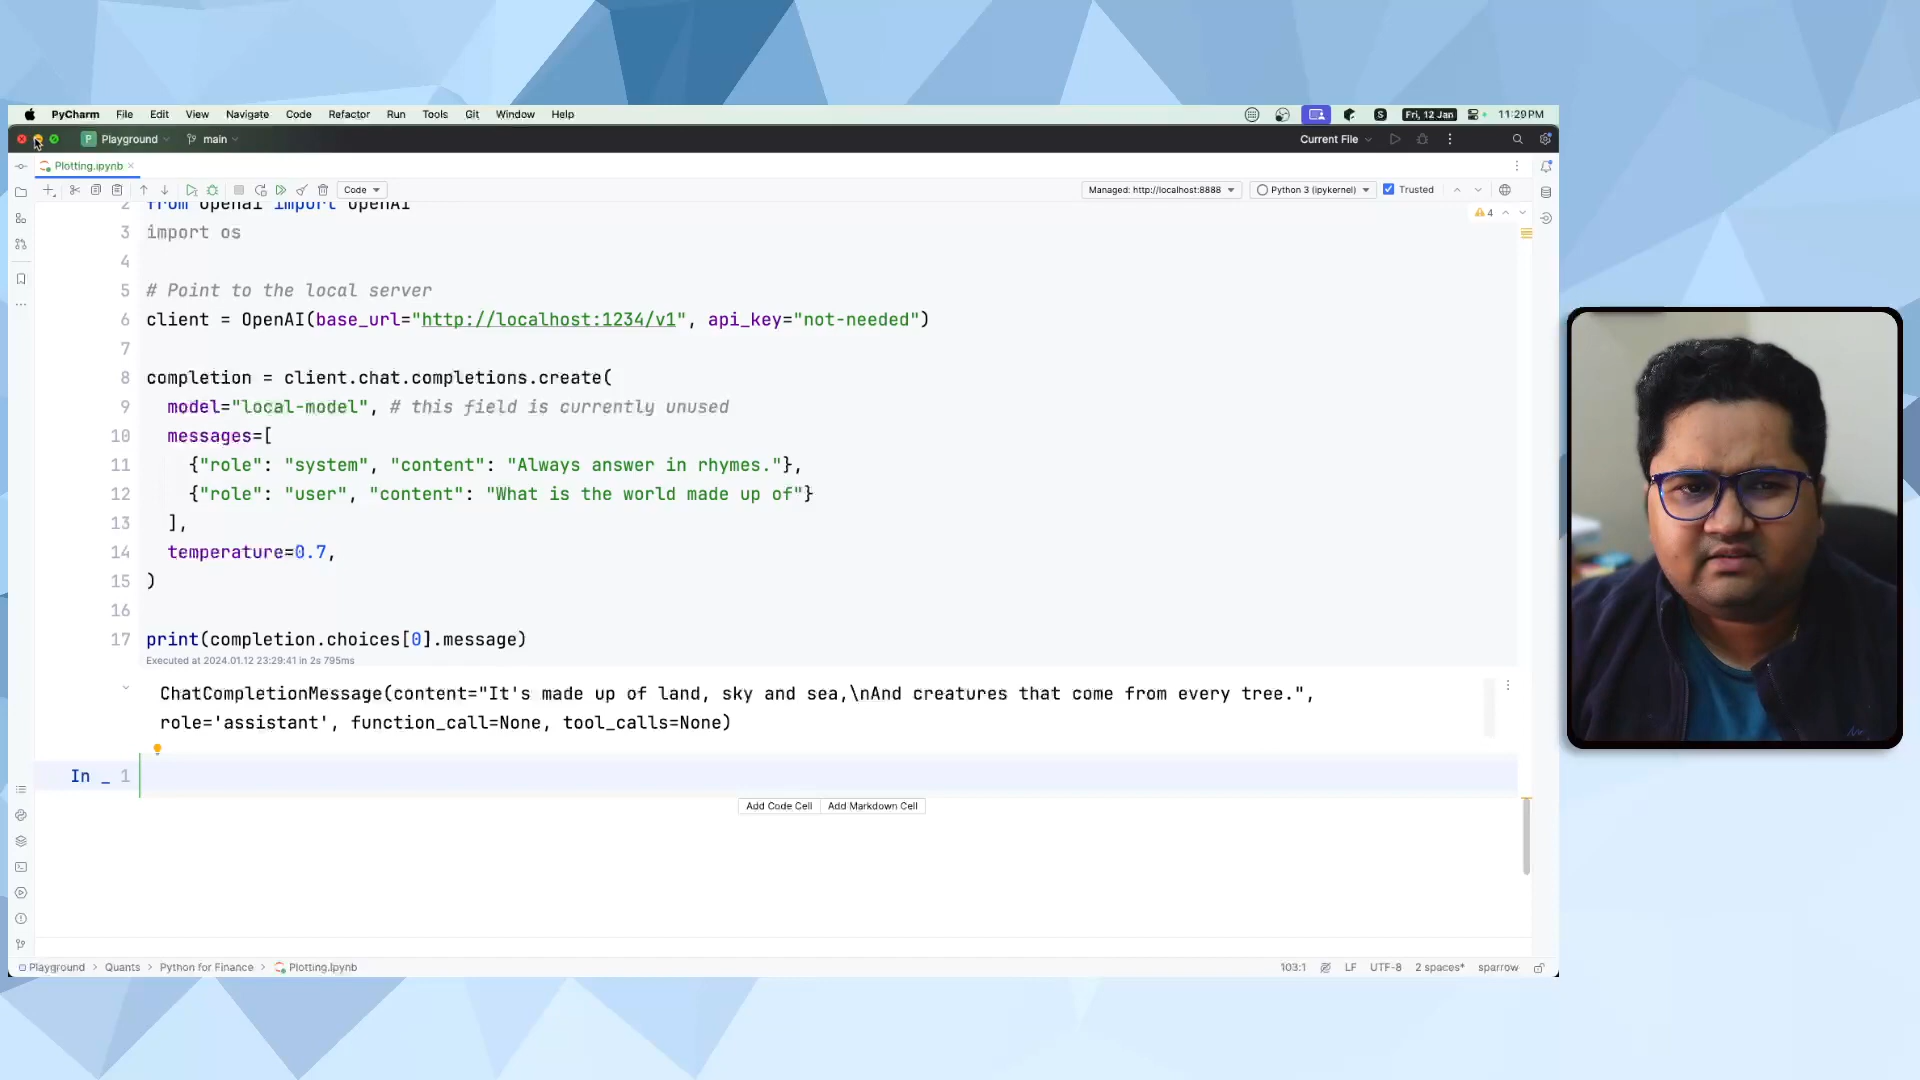 PyCharm File Edit View Navigate Code Refactor Run Tools Git Window Help S Fri, 12 Jan 11:29PM
P Playground main Current File
Plotting.ipynb
Code Managed: http://localhost:8888 Python 3 (ipykernel) Trusted
2 from openai import OpenAI
4
3 import os
4
5 # Point to the local server
6 client = OpenAI(base_url="http://localhost:1234/v1", api_key="not-needed")
7
8 completion = client.chat.completions.create(
9 model="local-model", # this field is currently unused
10 messages=[
11 {"role": "system", "content": "Always answer in rhymes."},
12 {"role": "user", "content": "What is the world made up of"}
13 ],
14 temperature=0.7,
15 )
16
17 print(completion.choices[0].message)
Executed at 2024.01.12 23:29:41 in 2s 795ms
ChatCompletionMessage(content="It's made up of land, sky and sea,\nAnd creatures that come from every tree.",
role='assistant', function_call=None, tool_calls=None)
In _ 1
Add Code Cell Add Markdown Cell
Playground > Quants > Python for Finance > Plotting.ipynb 103:1 LF UTF-8 2 spaces* sparrow